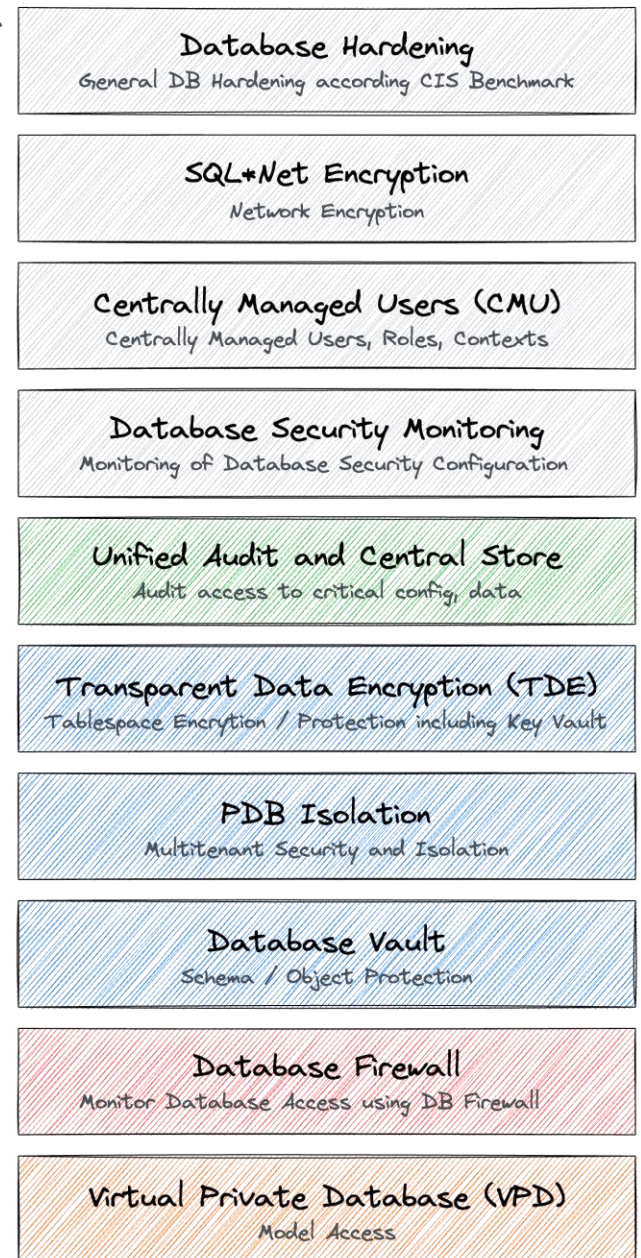 Database Hardening
General DB Hardening according CIS Benchmark
SQL*Net Encryption
Network Encryption
Centrally Managed Users (CMU)
Centrally Managed Users, Roles, Contexts
Database Security Monitoring
Monitoring of Database Security Configuration
Unified Audit and Central Store
Audit access to critical config, data
Transparent Data Encryption (TDE)
Tablespace Encrytion / Protection including Key Vault
PDB Isolation
Multitenant Security and Isolation
Database Vault
Schema / Object Protection
Database Firewall
Monitor Database Access using DB Firewall
Virtual Private Database (VPD)
Model Access